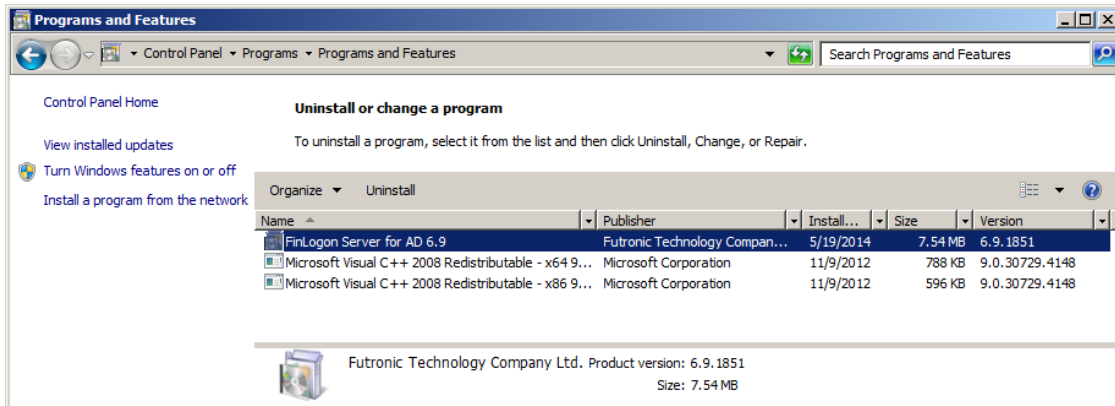 Programs and Features
Control Panel Programs Programs and Features Search Programs and Features
Control Panel Home
Uninstall or change a program
View installed updates
To uninstall a program, select it from the list and then click Uninstall, Change, or Repair.
Turn Windows features on or off
Install a program from the network
Organize Uninstall
Name Publisher Install... Size Version
FinLogon Server for AD 6.9 Futronic Technology Compan... 5/19/2014 7.54 MB 6.9.1851
Microsoft Visual C++ 2008 Redistributable - x64 9... Microsoft Corporation 11/9/2012 788 KB 9.0.30729.4148
Microsoft Visual C++ 2008 Redistributable - x86 9... Microsoft Corporation 11/9/2012 596 KB 9.0.30729.4148
Futronic Technology Company Ltd. Product version: 6.9.1851
Size: 7.54 MB